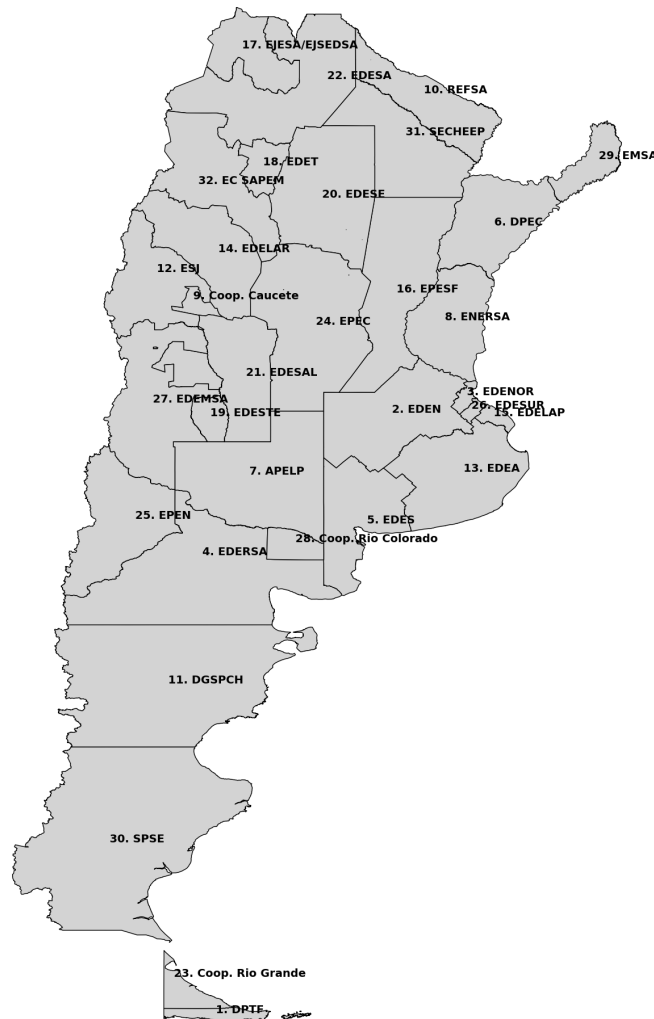 17. EJESA/EJSEDSA
22. EDESA
10. REFSA
31. SECHEEP
29. EMSA
18. EDET
32. EC SAPEM
20. EDESE
6. DPEC
14. EDELAR
12. ESJ
16. EPESF
9. Coop. Caucete
8. ENERSA
24. EPEC
21. EDESAL
3. EDENOR
27. EDEMSA
26. EDESUR
2. EDEN
19. EDESTE
15. EDELAP
13. EDEA
7. APELP
25. EPEN
5. EDES
28. Coop. Rio Colorado
4. EDERSA
11. DGSPCH
30. SPSE
23. Coop. Rio Grande
1. DPTF